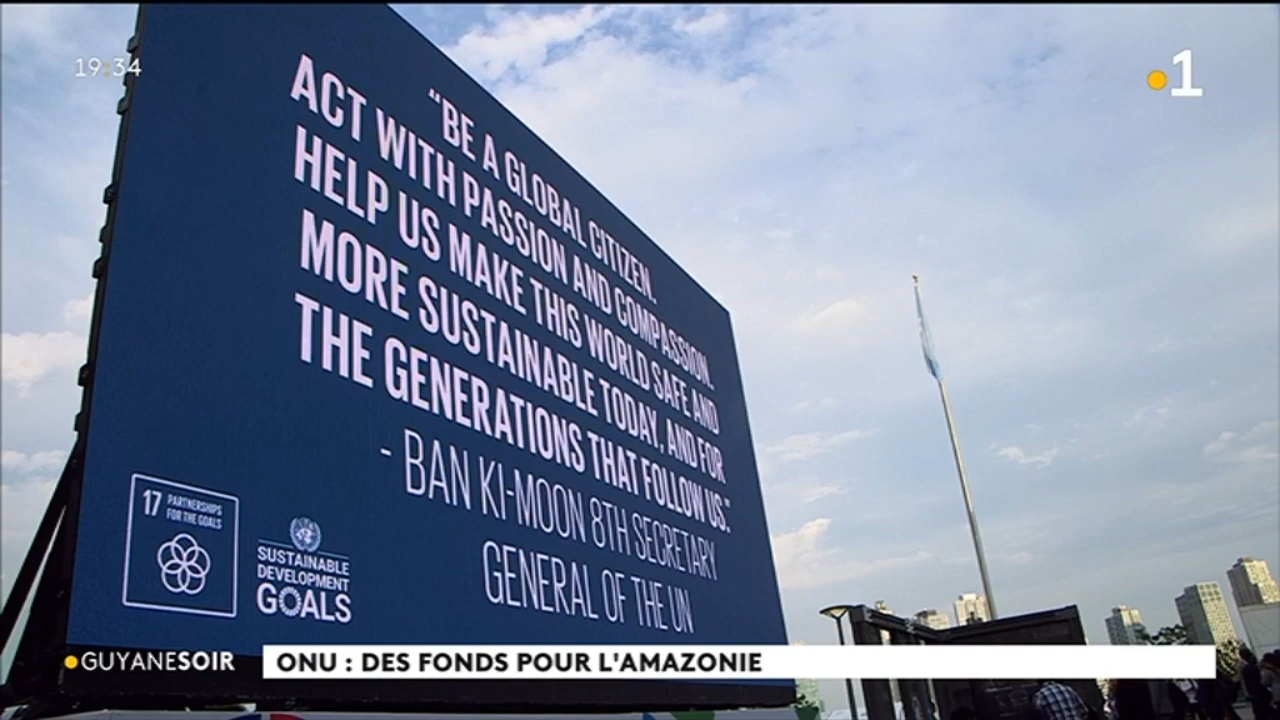 19:34
1
“BE A GLOBAL CITIZEN.
ACT WITH PASSION AND COMPASSION.
HELP US MAKE THIS WORLD SAFE AND
MORE SUSTAINABLE TODAY, AND FOR
THE GENERATIONS THAT FOLLOW US.”
- BAN KI-MOON 8TH SECRETARY
GENERAL OF THE UN
17 PARTNERSHIPS
FOR THE GOALS
SUSTAINABLE
DEVELOPMENT
GOALS
GUYANESOIR
ONU : DES FONDS POUR L'AMAZONIE